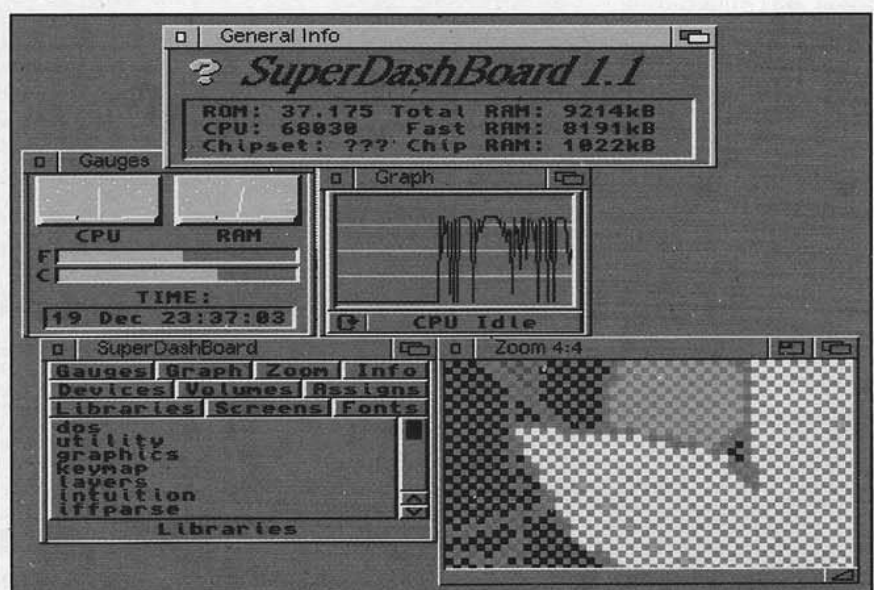 General Info
? SuperDashBoard 1.1
ROM: 37.175 Total RAM: 9214kB
CPU: 68030 Fast RAM: 8191kB
Chipset: ??? Chip RAM: 1022kB
Gauges
CPU RAM
F
C
TIME:
19 Dec 23:37:03
Graph
CPU Idle
SuperDashBoard
Gauges Graph Zoom Info
Devices Volumes Assigns
Libraries Screens Fonts
dos
utility
graphics
keymap
layers
intuition
iffparse
Libraries
Zoom 4:4